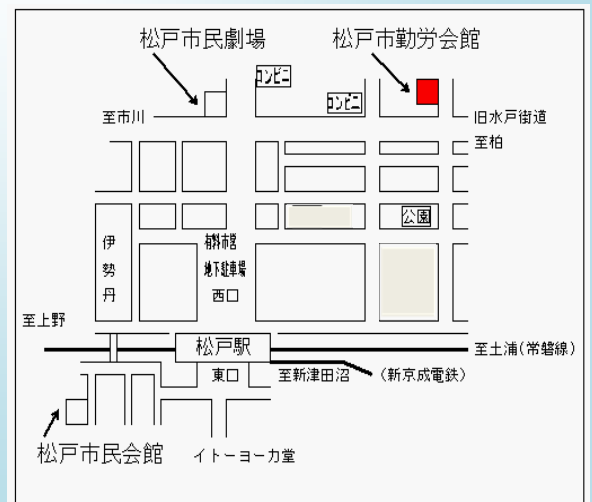 松戸市民劇場
松戸市勤労会館
コンビニ
コンビニ
至市川
旧水戸街道
至柏
公園
伊勢丹
有料市営
地下駐車場
西口
至上野
松戸駅
至土浦(常磐線)
東口
至新津田沼
(新京成電鉄)
松戸市民会館
イトーヨーカ堂